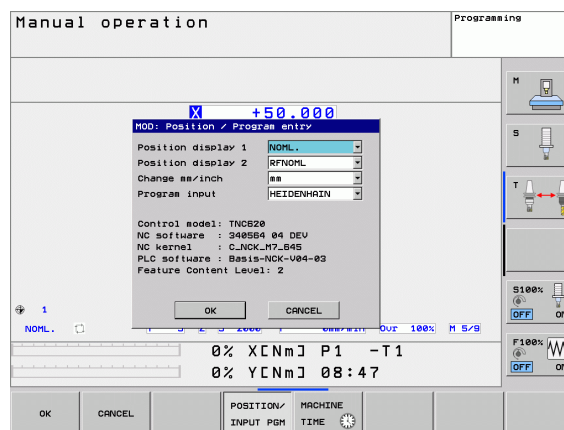 Manual operation
Programming
M
X +50.000
MOD: Position / Program entry
Position display 1 NOML.
Position display 2 RFNOML
Change mm/inch mm
Program input HEIDENHAIN
Control model: TNC620
NC software : 340564 04 DEV
NC kernel : C_NCK_M7_645
PLC software : Basis-NCK-V04-03
Feature Content Level: 2
OK CANCEL
S
T
S100%
OFF
1
NOML.
Ovr 100% M 5/9
0% X[Nm] P1 -T1
0% Y[Nm] 08:47
F100%
OFF
OK CANCEL POSITION/ INPUT PGM MACHINE TIME